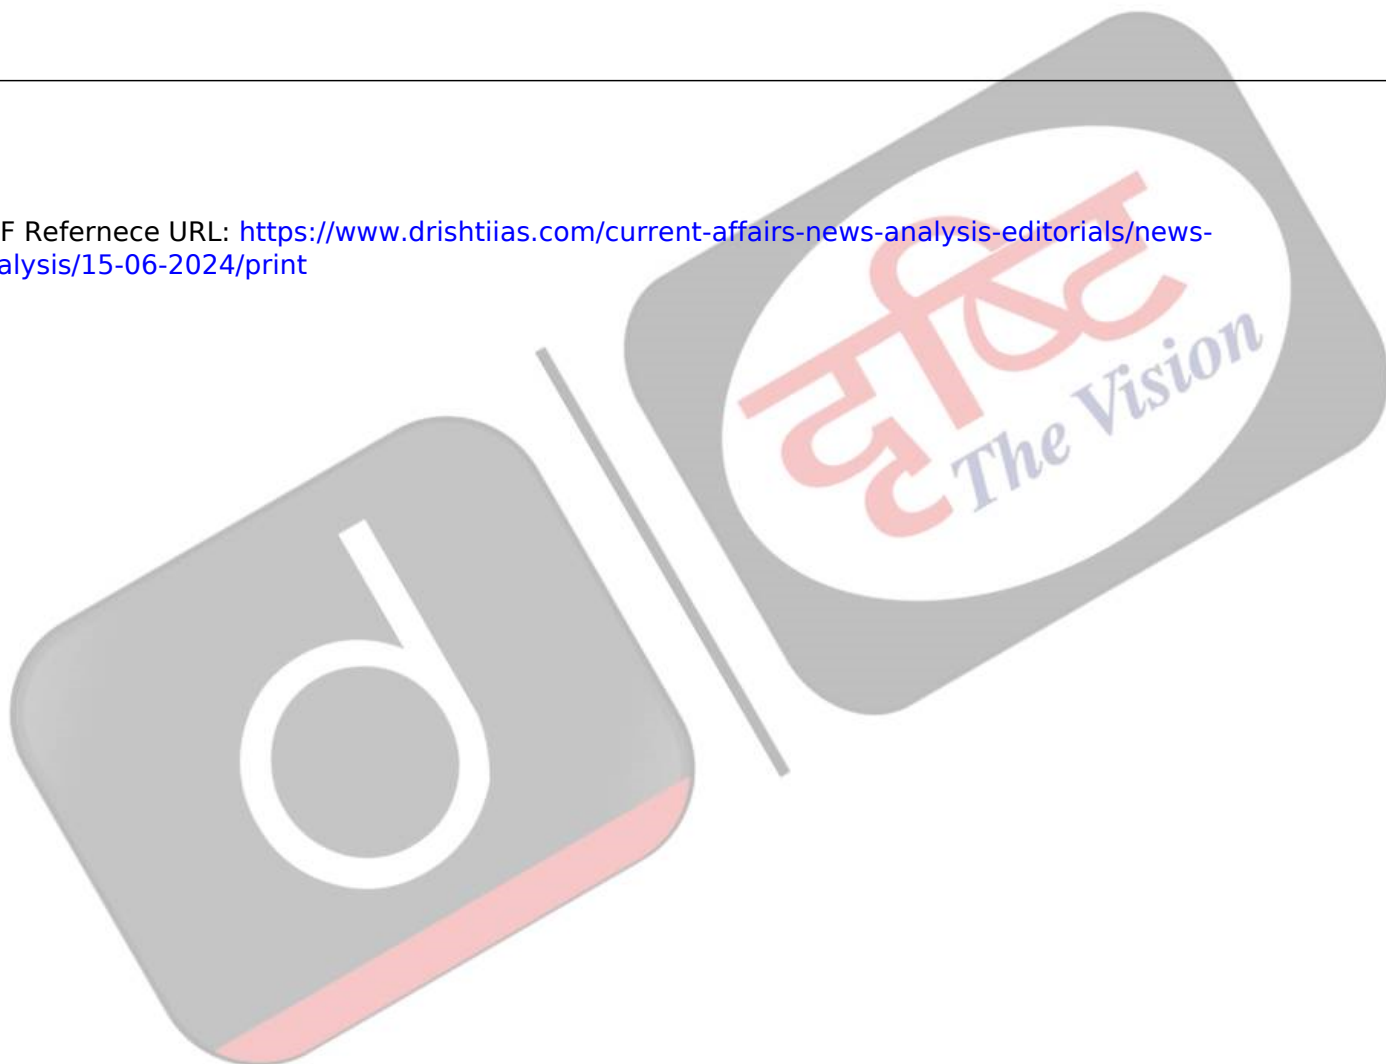 F Refernece URL: https://www.drishtiias.com/current-affairs-news-analysis-editorials/news-
alysis/15-06-2024/print
दृष्टि
The Vision
d